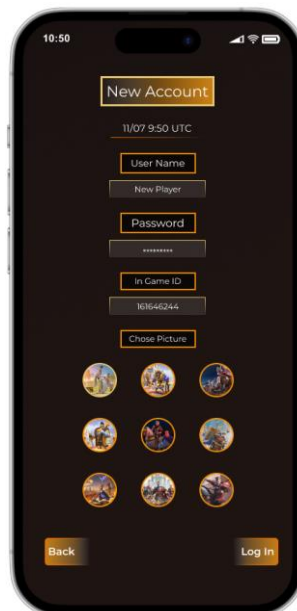 10:50
New Account
11/07 9:50 UTC
User Name
New Player
Password
*********
In Game ID
161646244
Chose Picture
Back Log In